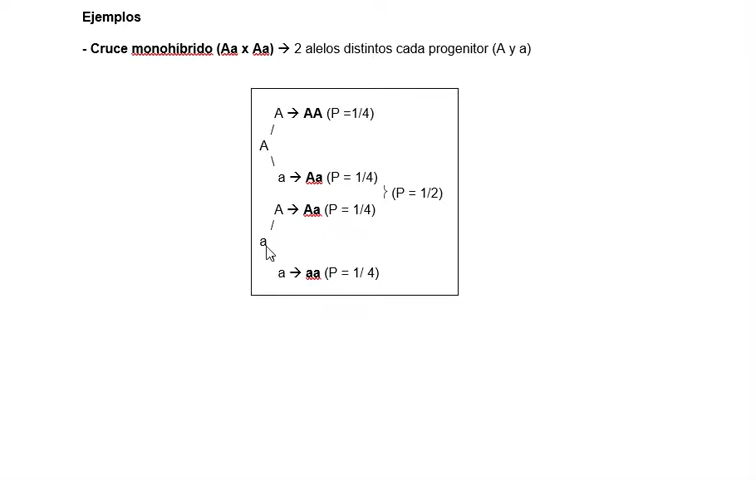 Ejemplos
- Cruce monohíbrido (Aa x Aa) → 2 alelos distintos cada progenitor (A y a)
A → AA (P =1/4)
/
A
\
a → Aa (P = 1/4)
} (P = 1/2)
A → Aa (P = 1/4)
/
a
a → aa (P = 1/ 4)